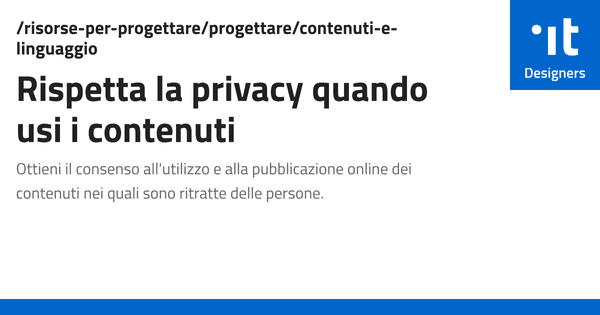 /risorse-per-progettare/progettare/contenuti-e-
linguaggio
Rispetta la privacy quando
usi i contenuti
Ottieni il consenso all'utilizzo e alla pubblicazione online dei
contenuti nei quali sono ritratte delle persone.
.it
Designers